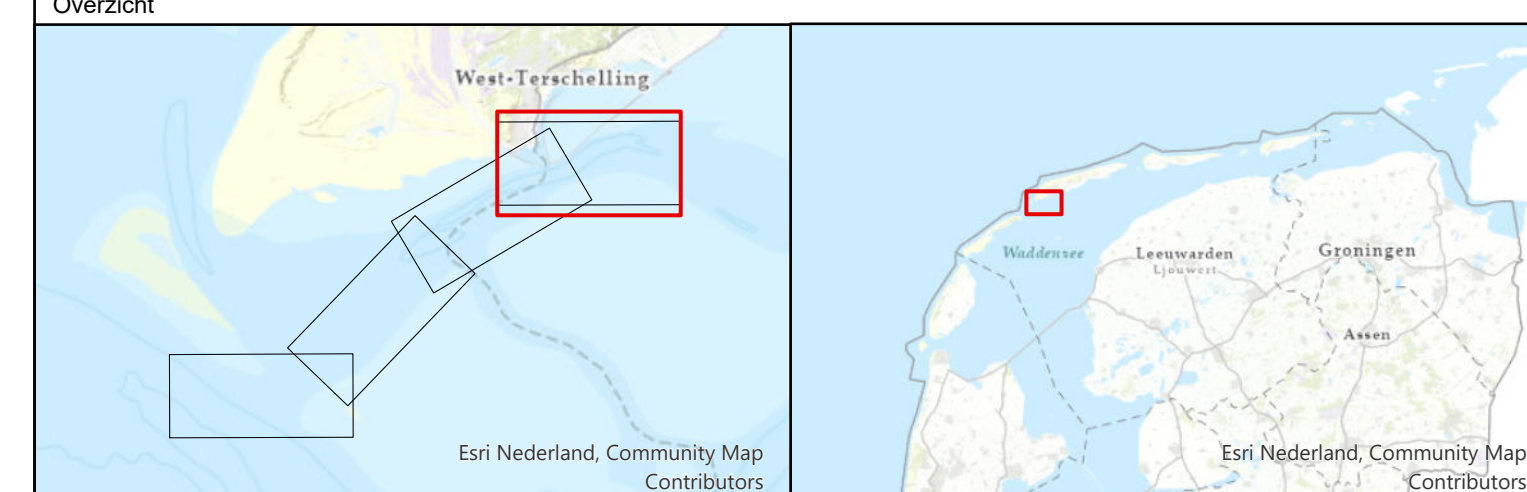 Overzicht
West-Terschelling
Esri Nederland, Community Map
Contributors
Waddenzee
Leeuwarden
Ljouwert
Groningen
Assen
Esri Nederland, Community Map
Contributors